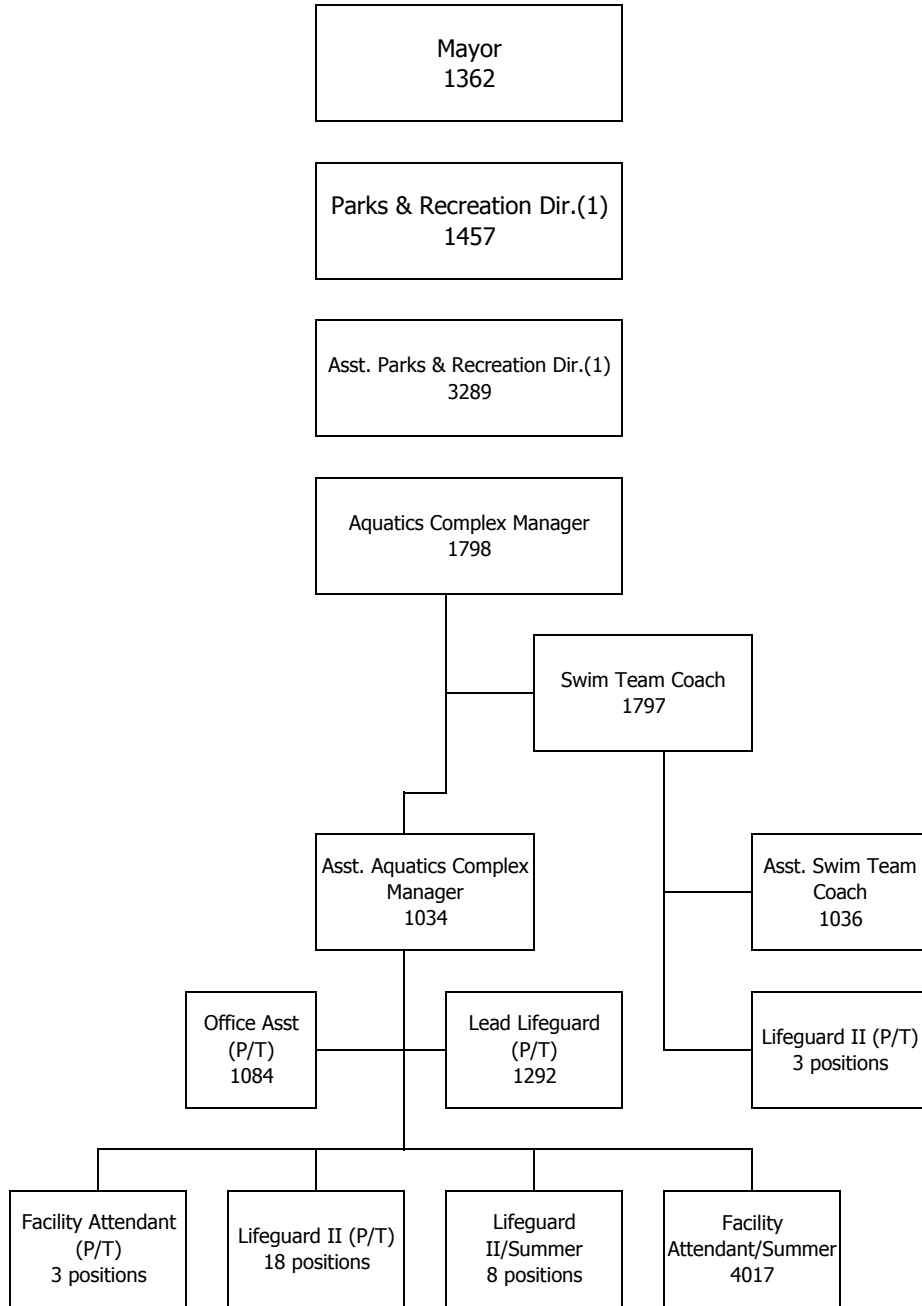 Mayor
1362
Parks & Recreation Dir.(1)
1457
Asst. Parks & Recreation Dir.(1)
3289
Aquatics Complex Manager
1798
Swim Team Coach
1797
Asst. Aquatics Complex
Manager
1034
Asst. Swim Team
Coach
1036
Office Asst
(P/T)
1084
Lead Lifeguard
(P/T)
1292
Lifeguard II (P/T)
3 positions
Facility Attendant
(P/T)
3 positions
Lifeguard II (P/T)
18 positions
Lifeguard
II/Summer
8 positions
Facility
Attendant/Summer
4017